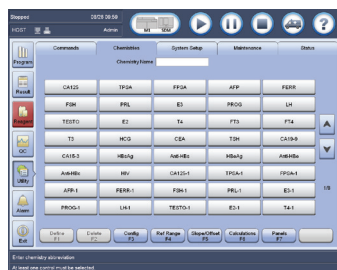 Stopped 09:59
HOST Admin M1 SDM ?
Commands Chemistries System Setup Maintenance Status
Program
Chemistry Name
Result
CA125 TPSA FPSA AFP FERR
FSH PRL E3 PROG LH
Reagent
TESTO E2 T4 FT3 FT4
T3 HCG CEA TSH CA19-9
QC
CA15-3 HBsAg Anti-HBs HBeAg Anti-HBe
Utility
Anti-HBc HIV CA125-1 TPSA-1 FPSA-1
AFP-1 FERR-1 FSH-1 PRL-1 E3-1
Alarm
PROG-1 LH-1 TESTO-1 E2-1 T4-1
Exit
Define F1 Delete F2 Config F3 Ref Range F4 Slope/Offset F5 Calculations F6 Panels F7
Enter chemistry abbreviation
At least one control must be selected